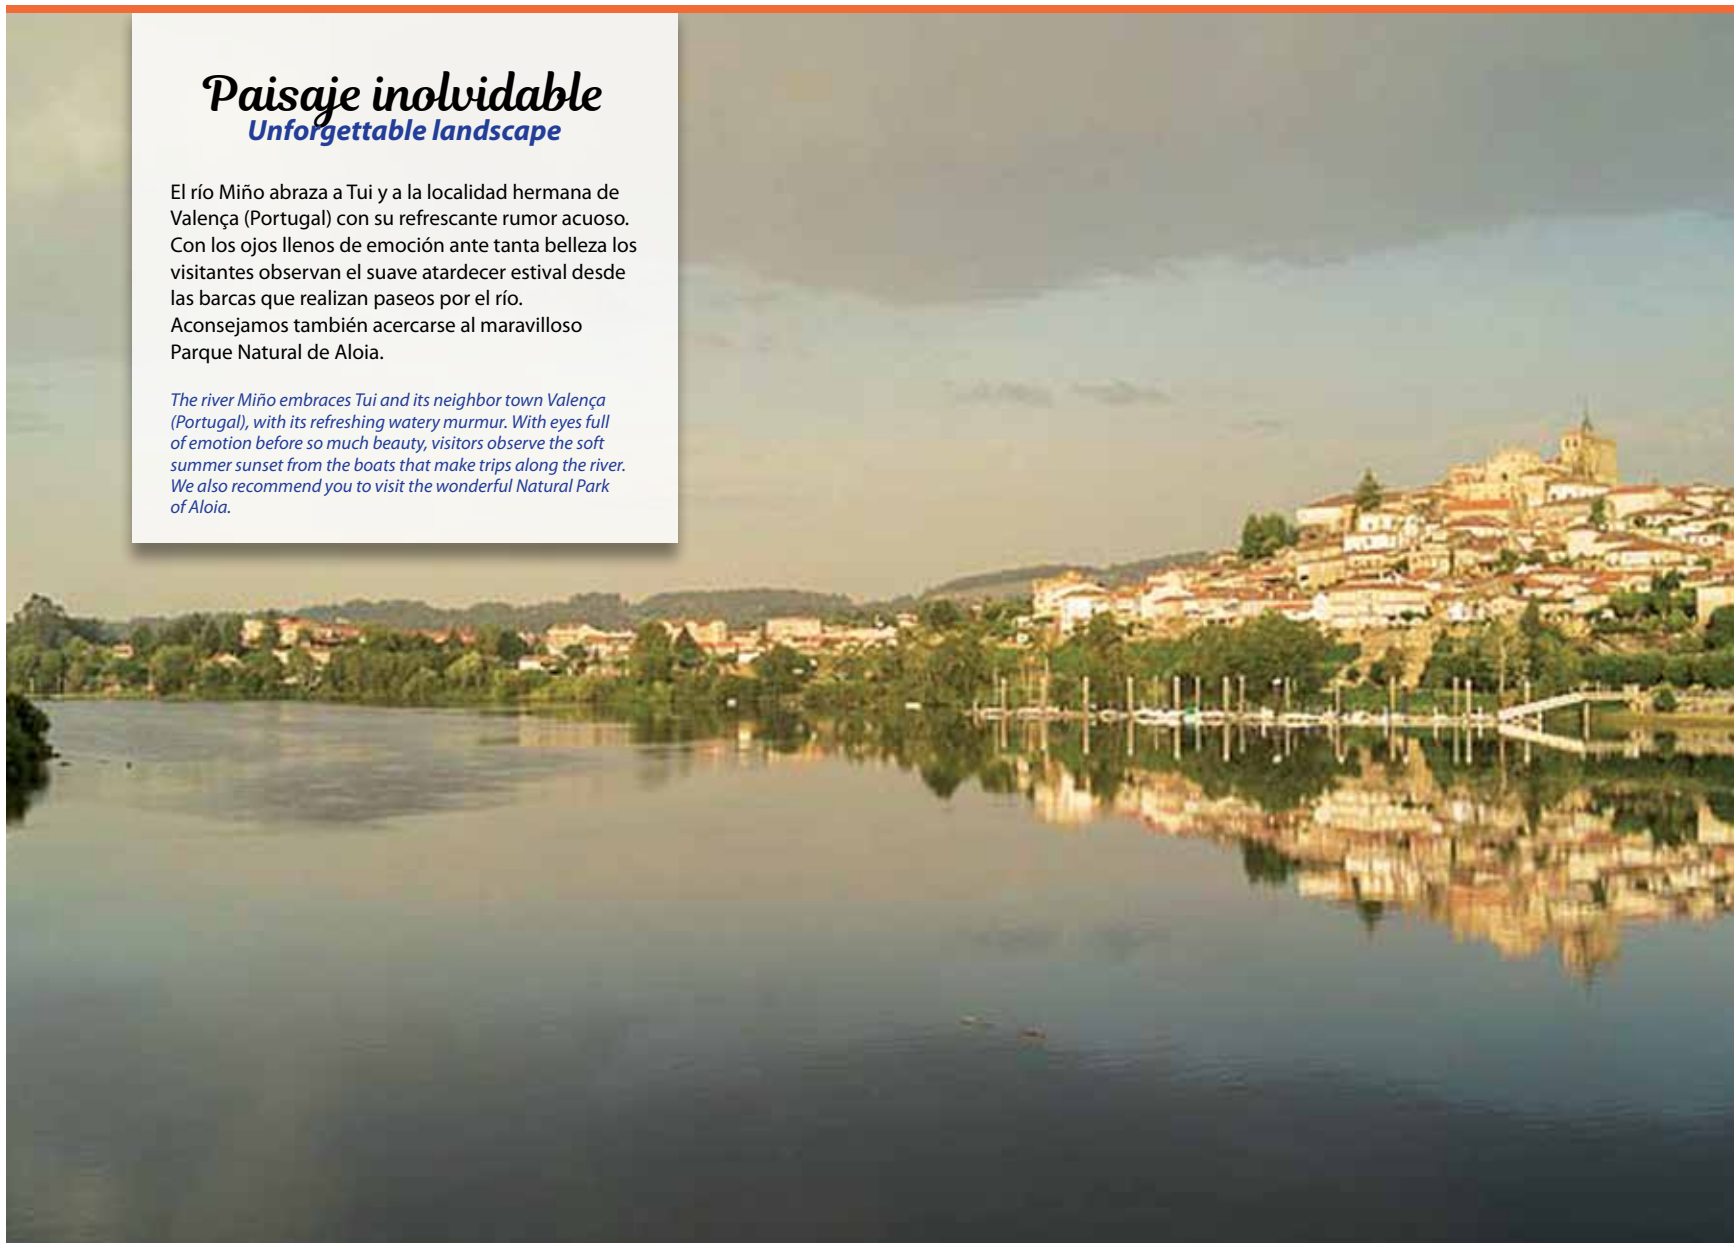 Paisaje inolvidable
Unforgettable landscape
El río Miño abraza a Tui y a la localidad hermana de
Valença (Portugal) con su refrescante rumor acuoso.
Con los ojos llenos de emoción ante tanta belleza los
visitantes observan el suave atardecer estival desde
las barcas que realizan paseos por el río.
Aconsejamos también acercarse al maravilloso
Parque Natural de Aloia.
The river Miño embraces Tui and its neighbor town Valença
(Portugal), with its refreshing watery murmur. With eyes full
of emotion before so much beauty, visitors observe the soft
summer sunset from the boats that make trips along the river.
We also recommend you to visit the wonderful Natural Park
of Aloia.